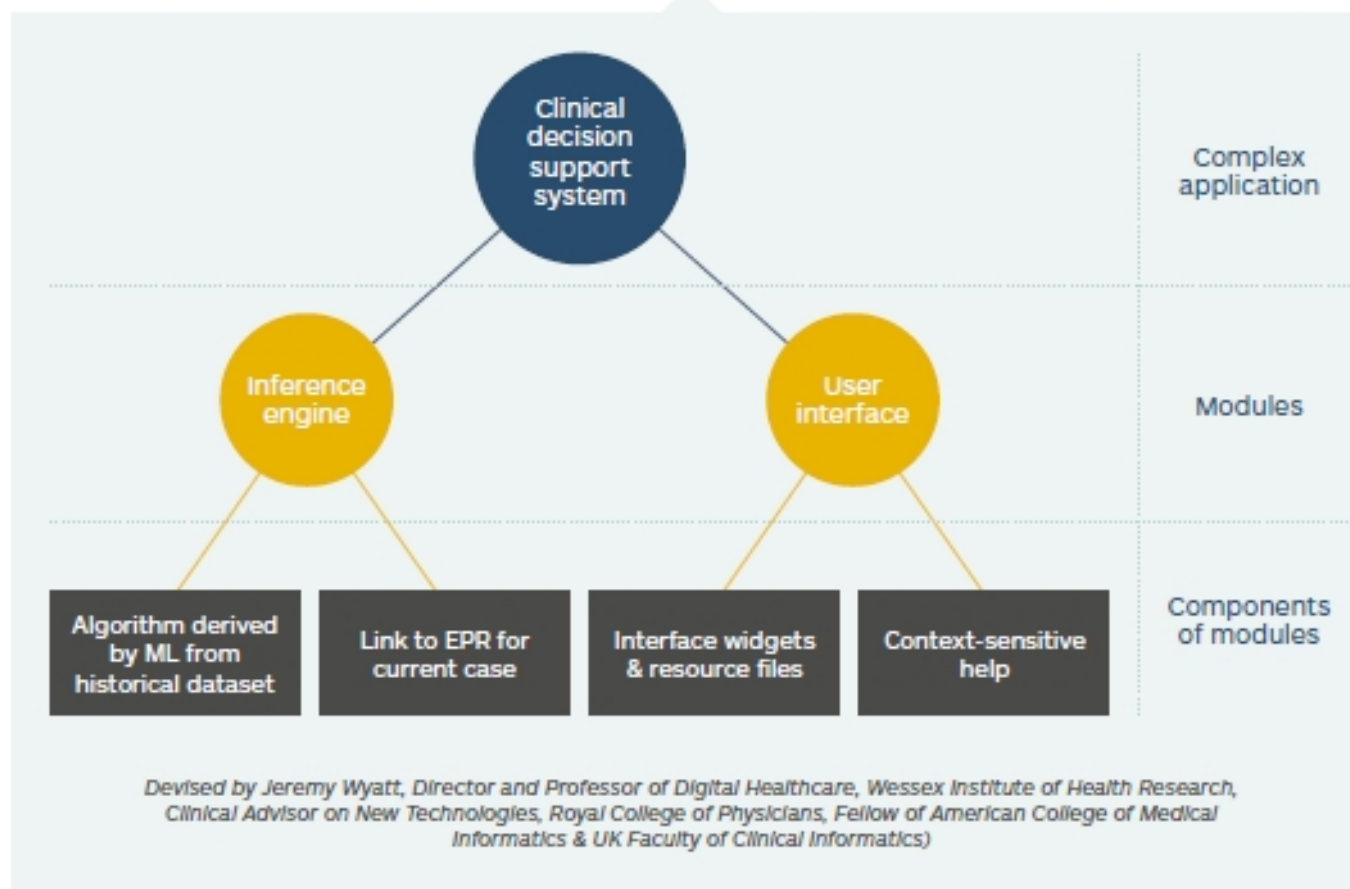 Clinical
decision
support
system
Complex
application
Inference
engine
User
interface
Modules
Algorithm derived
by ML from
historical dataset
Link to EPR for
current case
Interface widgets
& resource files
Context-sensitive
help
Components
of modules
Devised by Jeremy Wyatt, Director and Professor of Digital Healthcare, Wessex Institute of Health Research,
Clinical Advisor on New Technologies, Royal College of Physicians, Fellow of American College of Medical
Informatics & UK Faculty of Clinical Informatics)